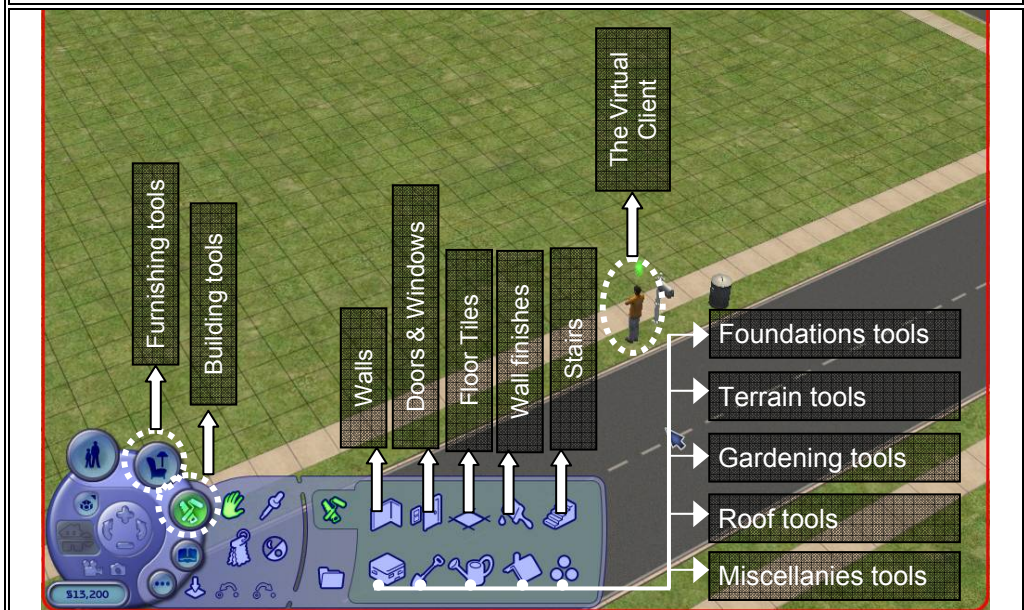 The Virtual
Client
Furnishing tools
Building tools
Walls
Doors & Windows
Floor Tiles
Wall finishes
Stairs
Foundations tools
Terrain tools
Gardening tools
Roof tools
Miscellanies tools
§13,200